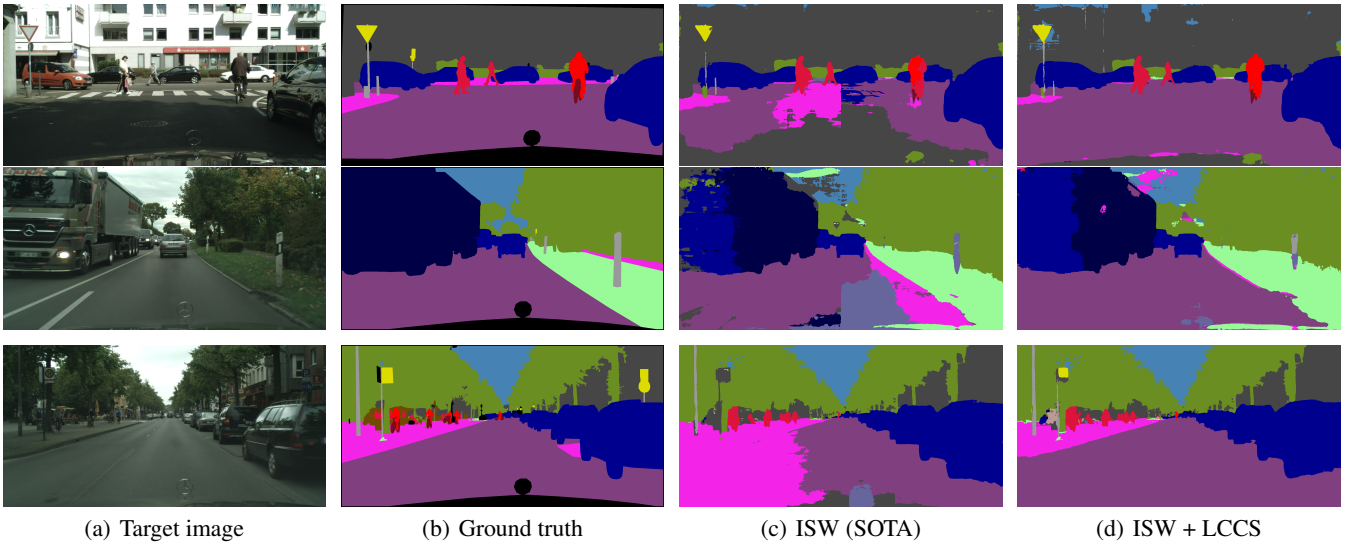 (a) Target image
(b) Ground truth
(c) ISW (SOTA)
(d) ISW + LCCS